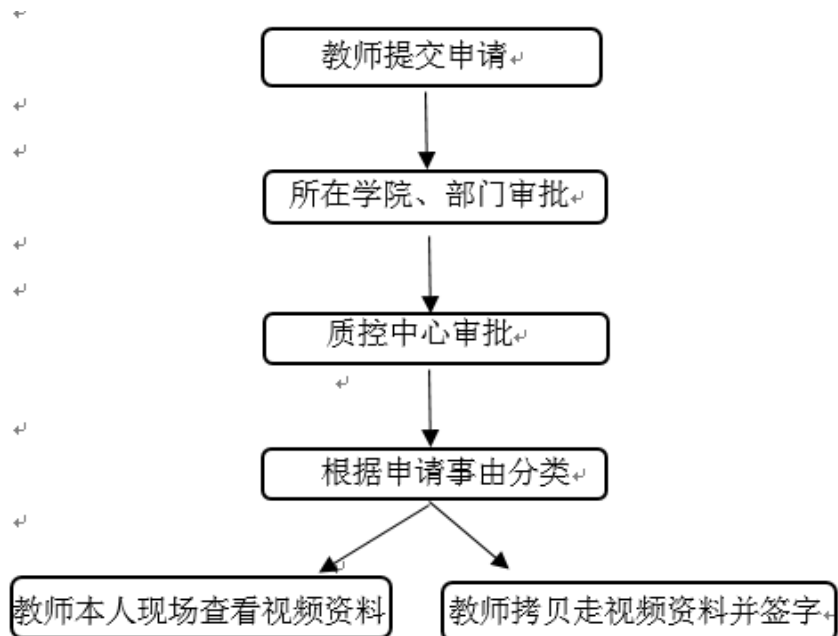 教师提交申请
所在学院、部门审批
质控中心审批
根据申请事由分类
教师本人现场查看视频资料
教师拷贝走视频资料并签字